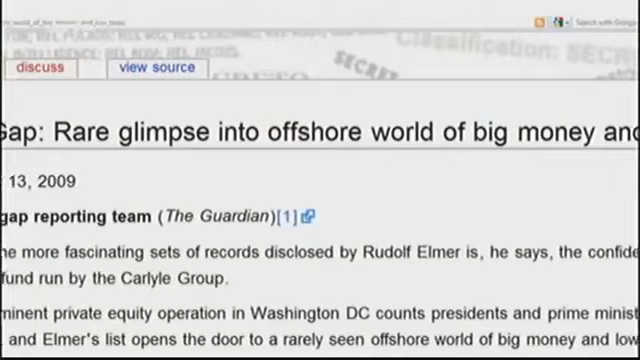 Classification: SECR
SECRET
discuss view source
Gap: Rare glimpse into offshore world of big money and
13, 2009
gap reporting team (The Guardian)[1]
ne more fascinating sets of records disclosed by Rudolf Elmer is, he says, the confide
fund run by the Carlyle Group.
minent private equity operation in Washington DC counts presidents and prime minist
and Elmer's list opens the door to a rarely seen offshore world of big money and low